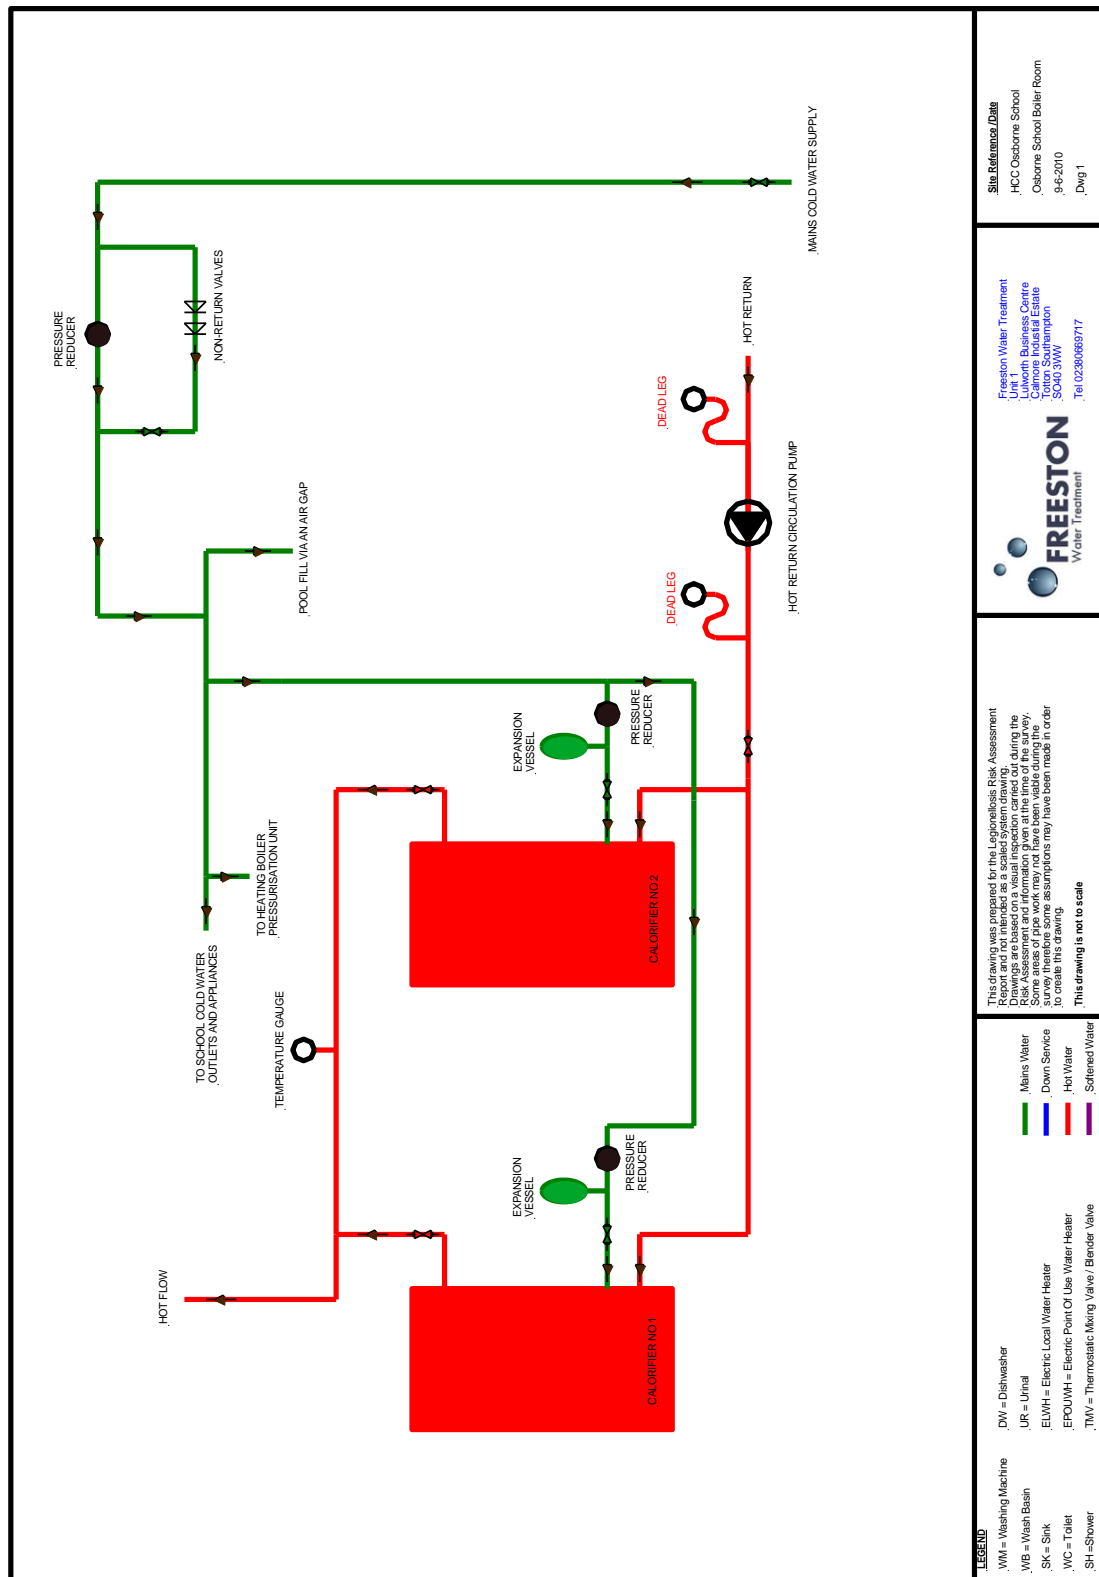 HOT FLOW
TEMPERATURE GAUGE
TO SCHOOL COLD WATER
OUTLETS AND APPLIANCES
TO HEATING BOILER
PRESSURISATION UNIT
POOL FILL VIA AN AIR GAP
PRESSURE
REDUCER
NON-RETURN VALVES
MAINS COLD WATER SUPPLY
EXPANSION
VESSEL
PRESSURE
REDUCER
EXPANSION
VESSEL
PRESSURE
REDUCER
CALORIFIER NO 1
CALORIFIER NO 2
DEAD LEG
DEAD LEG
HOT RETURN
HOT RETURN CIRCULATION PUMP
LEGEND
WM = Washing Machine
WB = Wash Basin
SK = Sink
WC = Toilet
SH =Shower
DW = Dishwasher
UR = Urinal
ELWH = Electric Local Water Heater
EPOUWH = Electric Point Of Use Water Heater
TMV = Thermostatic Mixing Valve / Blender Valve
Mains Water
Down Service
Hot Water
Softened Water
This drawing was prepared for the Legionellosis Risk Assessment
Report and not intended as a scaled system drawing.
Drawings are based on a visual inspection carried out during the
Risk Assessment and information given at the time of the survey.
Some areas of pipe work may not have been viable during the
survey therefore some assumptions may have been made in order
to create this drawing.
This drawing is not to scale
FREESTON
Water Treatment
Freeston Water Treatment
Unit 1
Lulworth Business Centre
Calmore Industial Estate
Totton Southampton
SO40 3WW
Tel 02380669717
Site Reference /Date
HCC Oscborne School
Osborne School Boiler Room
9-6-2010
Dwg 1